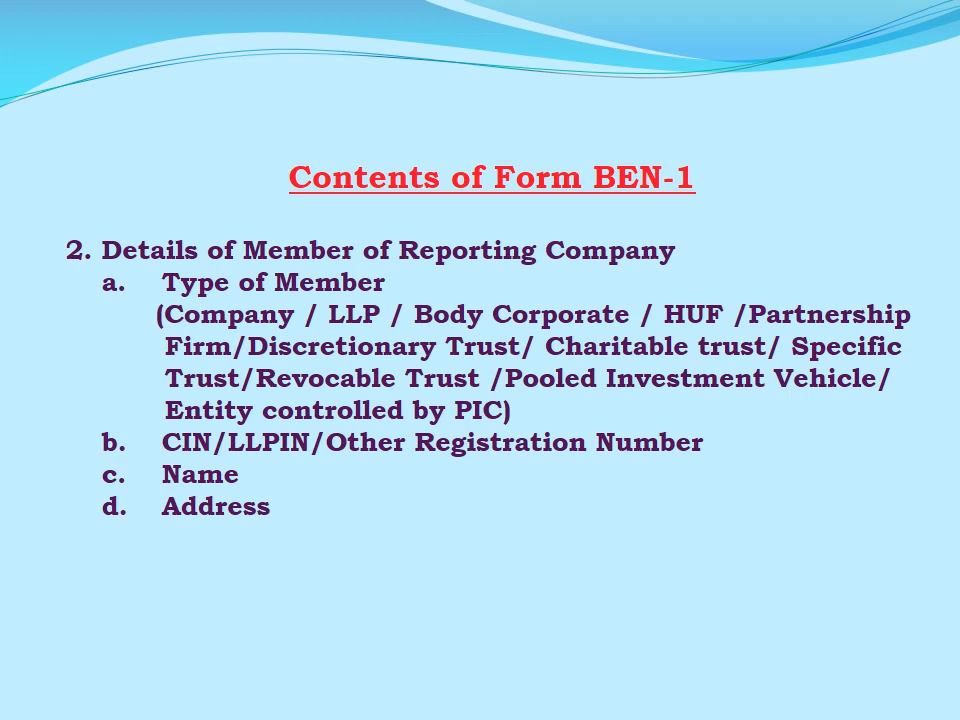 Contents of Form BEN-1
2. Details of Member of Reporting Company
a. Type of Member
(Company / LLP / Body Corporate / HUF /Partnership
Firm/Discretionary Trust/ Charitable trust/ Specific
Trust/Revocable Trust /Pooled Investment Vehicle/
Entity controlled by PIC)
b. CIN/LLPIN/Other Registration Number
c. Name
d. Address